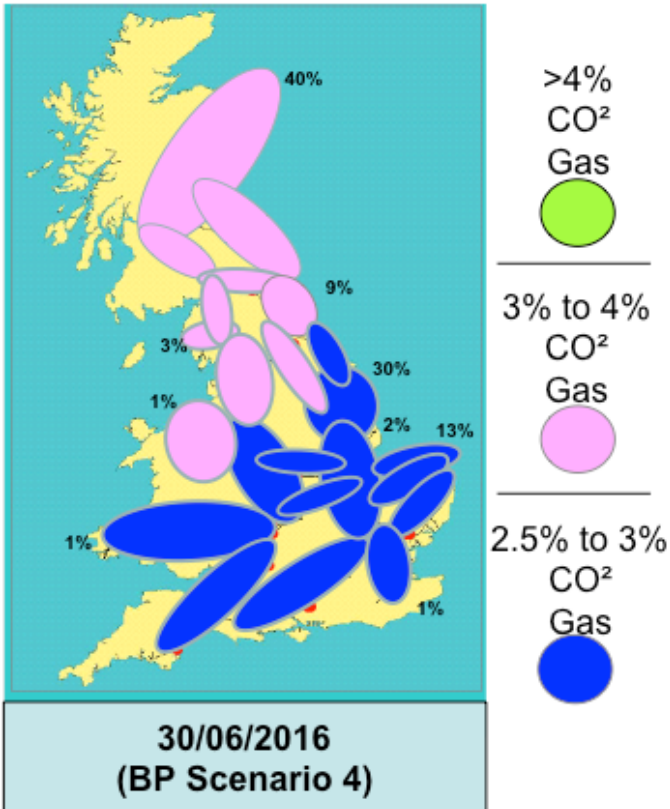 40%
9%
3%
30%
1%
2%
13%
1%
1%
>4%
CO²
Gas
3% to 4%
CO²
Gas
2.5% to 3%
CO²
Gas
30/06/2016
(BP Scenario 4)